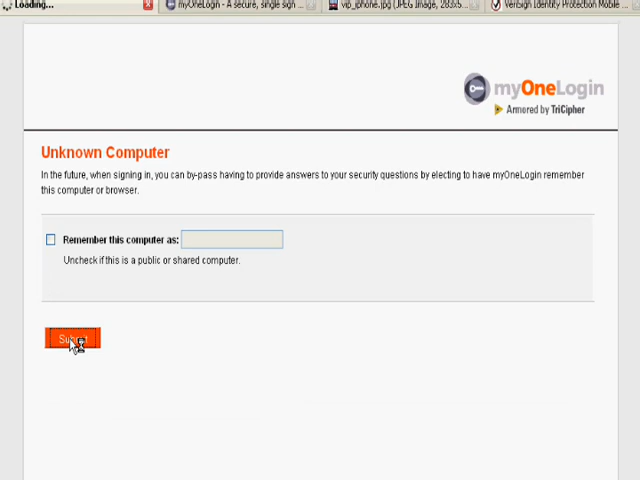 Loading...
myOneLogin - A secure, single sign ...
vip_iphone.jpg (JPEG Image, 283x5...
VeriSign Identity Protection Mobile ...
myOneLogin
Armored by TriCipher
Unknown Computer
In the future, when signing in, you can by-pass having to provide answers to your security questions by electing to have myOneLogin remember
this computer or browser.
Remember this computer as:
Uncheck if this is a public or shared computer.
Submit